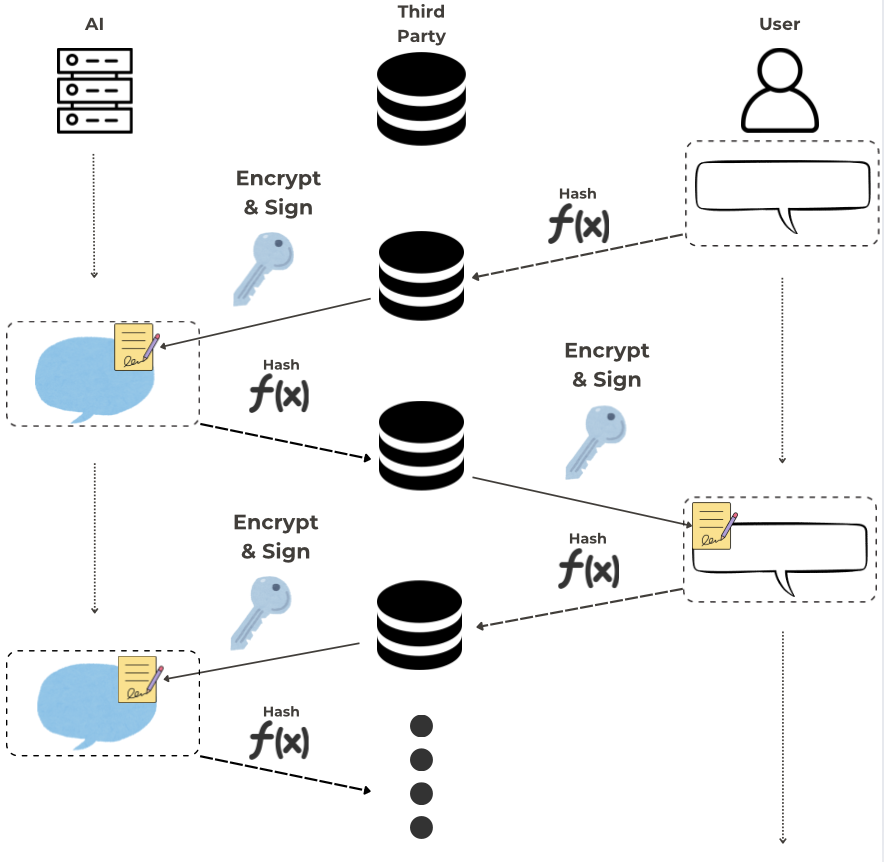 AI
Third
Party
User
Encrypt
& Sign
Hash
f(x)
Hash
f(x)
Encrypt
& Sign
Encrypt
& Sign
Hash
f(x)
Hash
f(x)